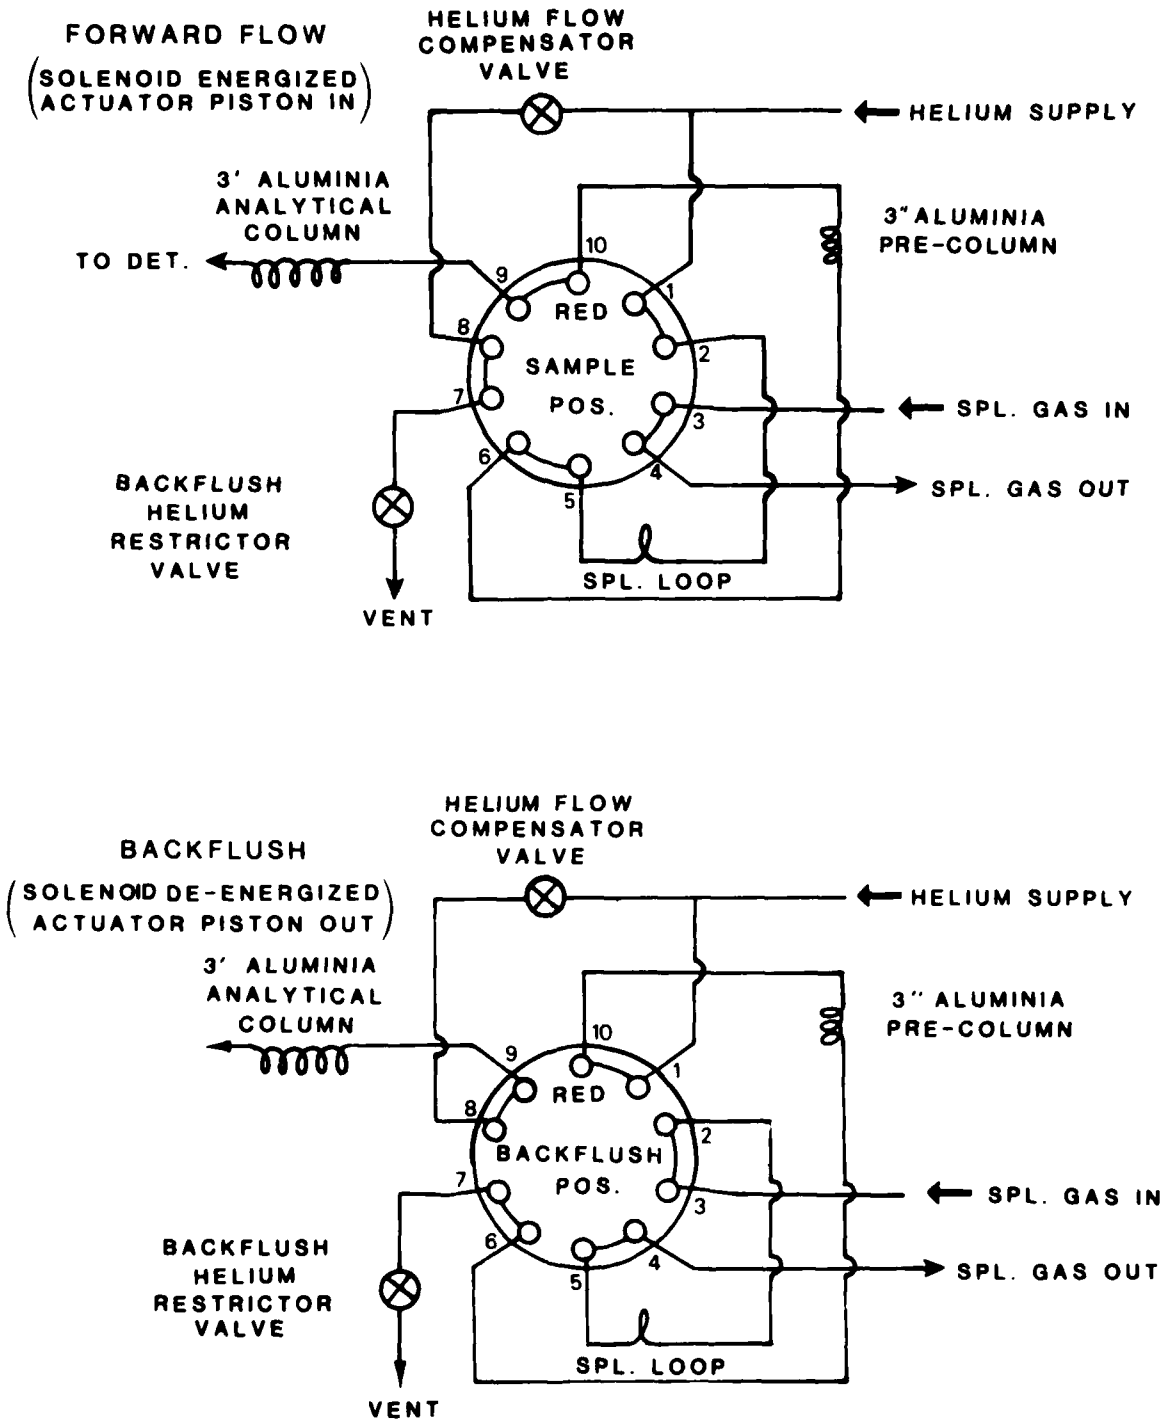 FORWARD FLOW
(SOLENOID ENERGIZED
ACTUATOR PISTON IN)
HELIUM FLOW
COMPENSATOR
VALVE
HELIUM SUPPLY
3' ALUMINIA
ANALYTICAL
COLUMN
3" ALUMINIA
PRE-COLUMN
TO DET.
10
9
1
RED
8
2
SAMPLE
POS.
7
3
SPL. GAS IN
6
4
5
SPL. GAS OUT
BACKFLUSH
HELIUM
RESTRICTOR
VALVE
SPL. LOOP
VENT
HELIUM FLOW
COMPENSATOR
VALVE
BACKFLUSH
(SOLENOID DE-ENERGIZED
ACTUATOR PISTON OUT)
HELIUM SUPPLY
3' ALUMINIA
ANALYTICAL
COLUMN
3" ALUMINIA
PRE-COLUMN
10
9
1
RED
8
2
BACKFLUSH
POS.
7
3
SPL. GAS IN
6
4
5
SPL. GAS OUT
BACKFLUSH
HELIUM
RESTRICTOR
VALVE
SPL. LOOP
VENT